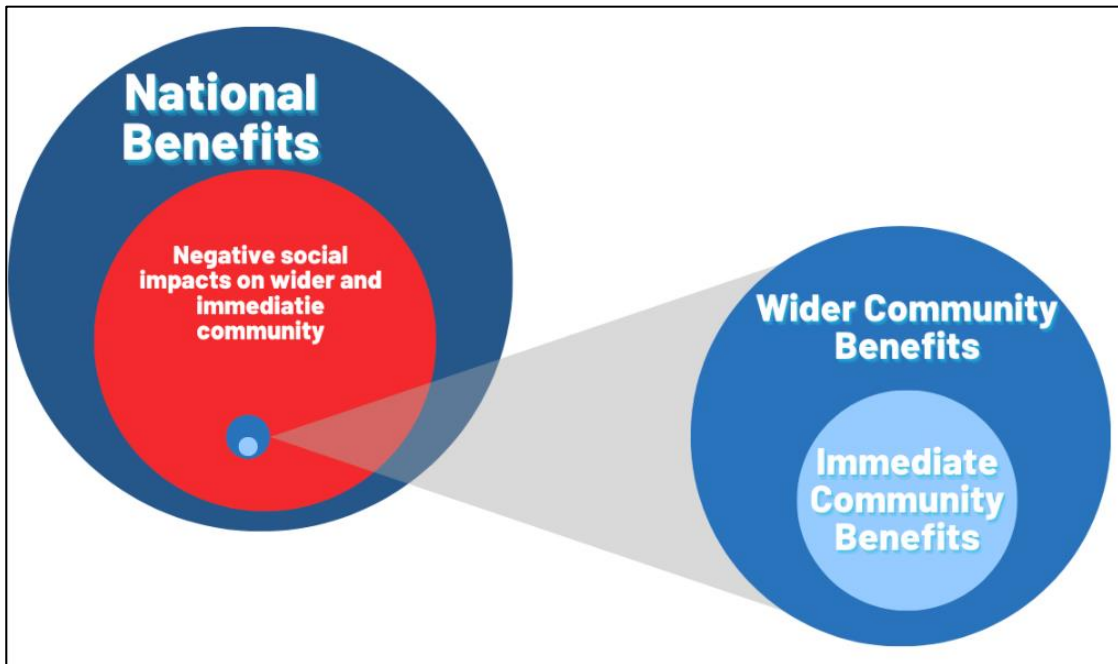 National
Benefits
Negative social
impacts on wider and
immediatie
community
Wider Community
Benefits
Immediate
Community
Benefits